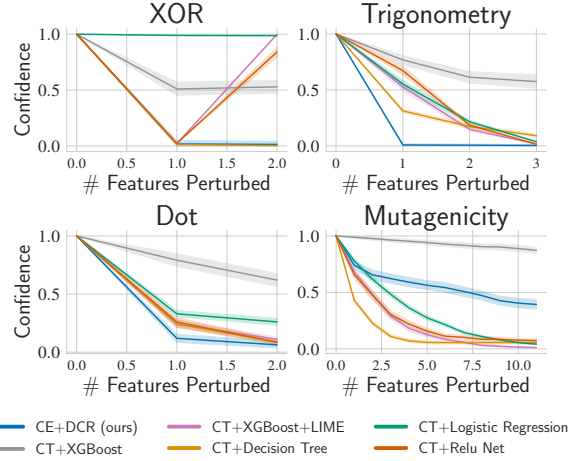 XOR
Trigonometry
Confidence
1.0
0.5
0.0
0.0 0.5 1.0 1.5 2.0
# Features Perturbed
1.0
0.5
0.0
0 1 2 3
# Features Perturbed
Dot
Mutagenicity
Confidence
1.0
0.5
0.0
0.0 0.5 1.0 1.5 2.0
# Features Perturbed
1.0
0.5
0.0
0.0 2.5 5.0 7.5 10.0
# Features Perturbed
CE+DCR (ours) CT+XGBoost+LIME CT+Logistic Regression
CT+XGBoost CT+Decision Tree CT+Relu Net